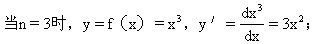 当n=3时，y=f（x）=x³，y′=dx³/dx=3x²；